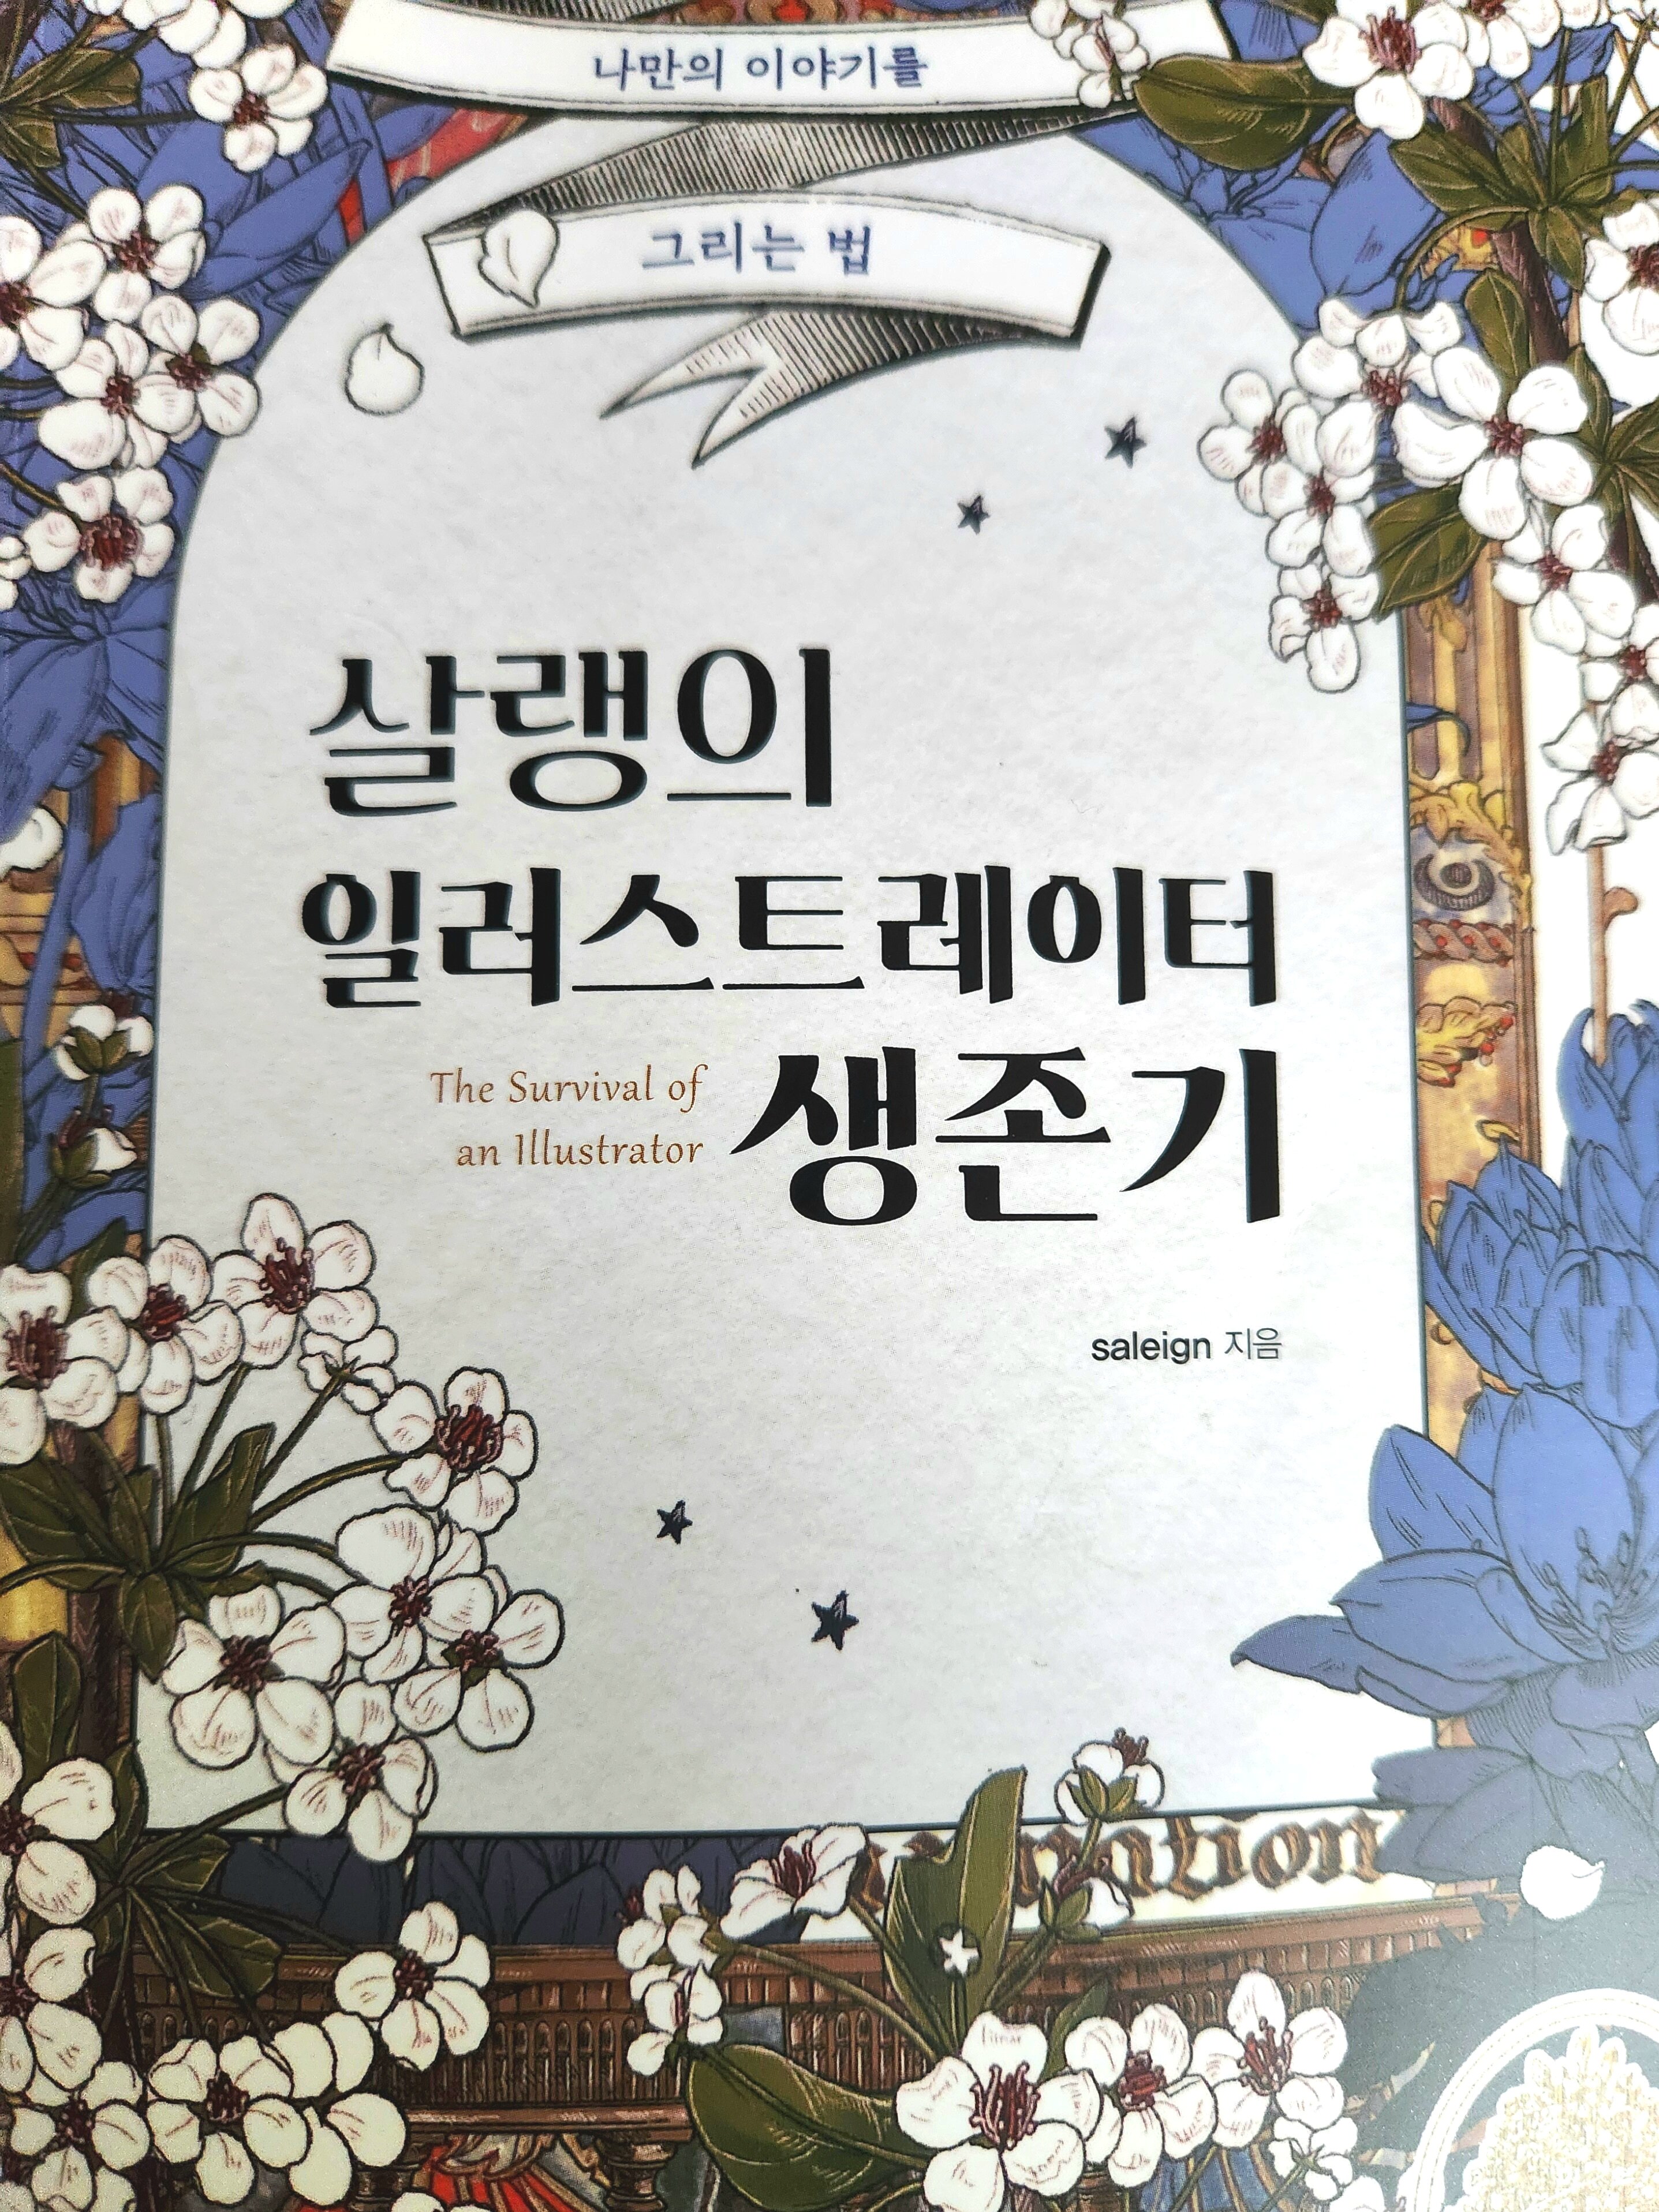 나만의 이야기를
그리는 법
살랭의
일러스트레이터
The Survival of
an Illustrator
생존기
saleign 지음